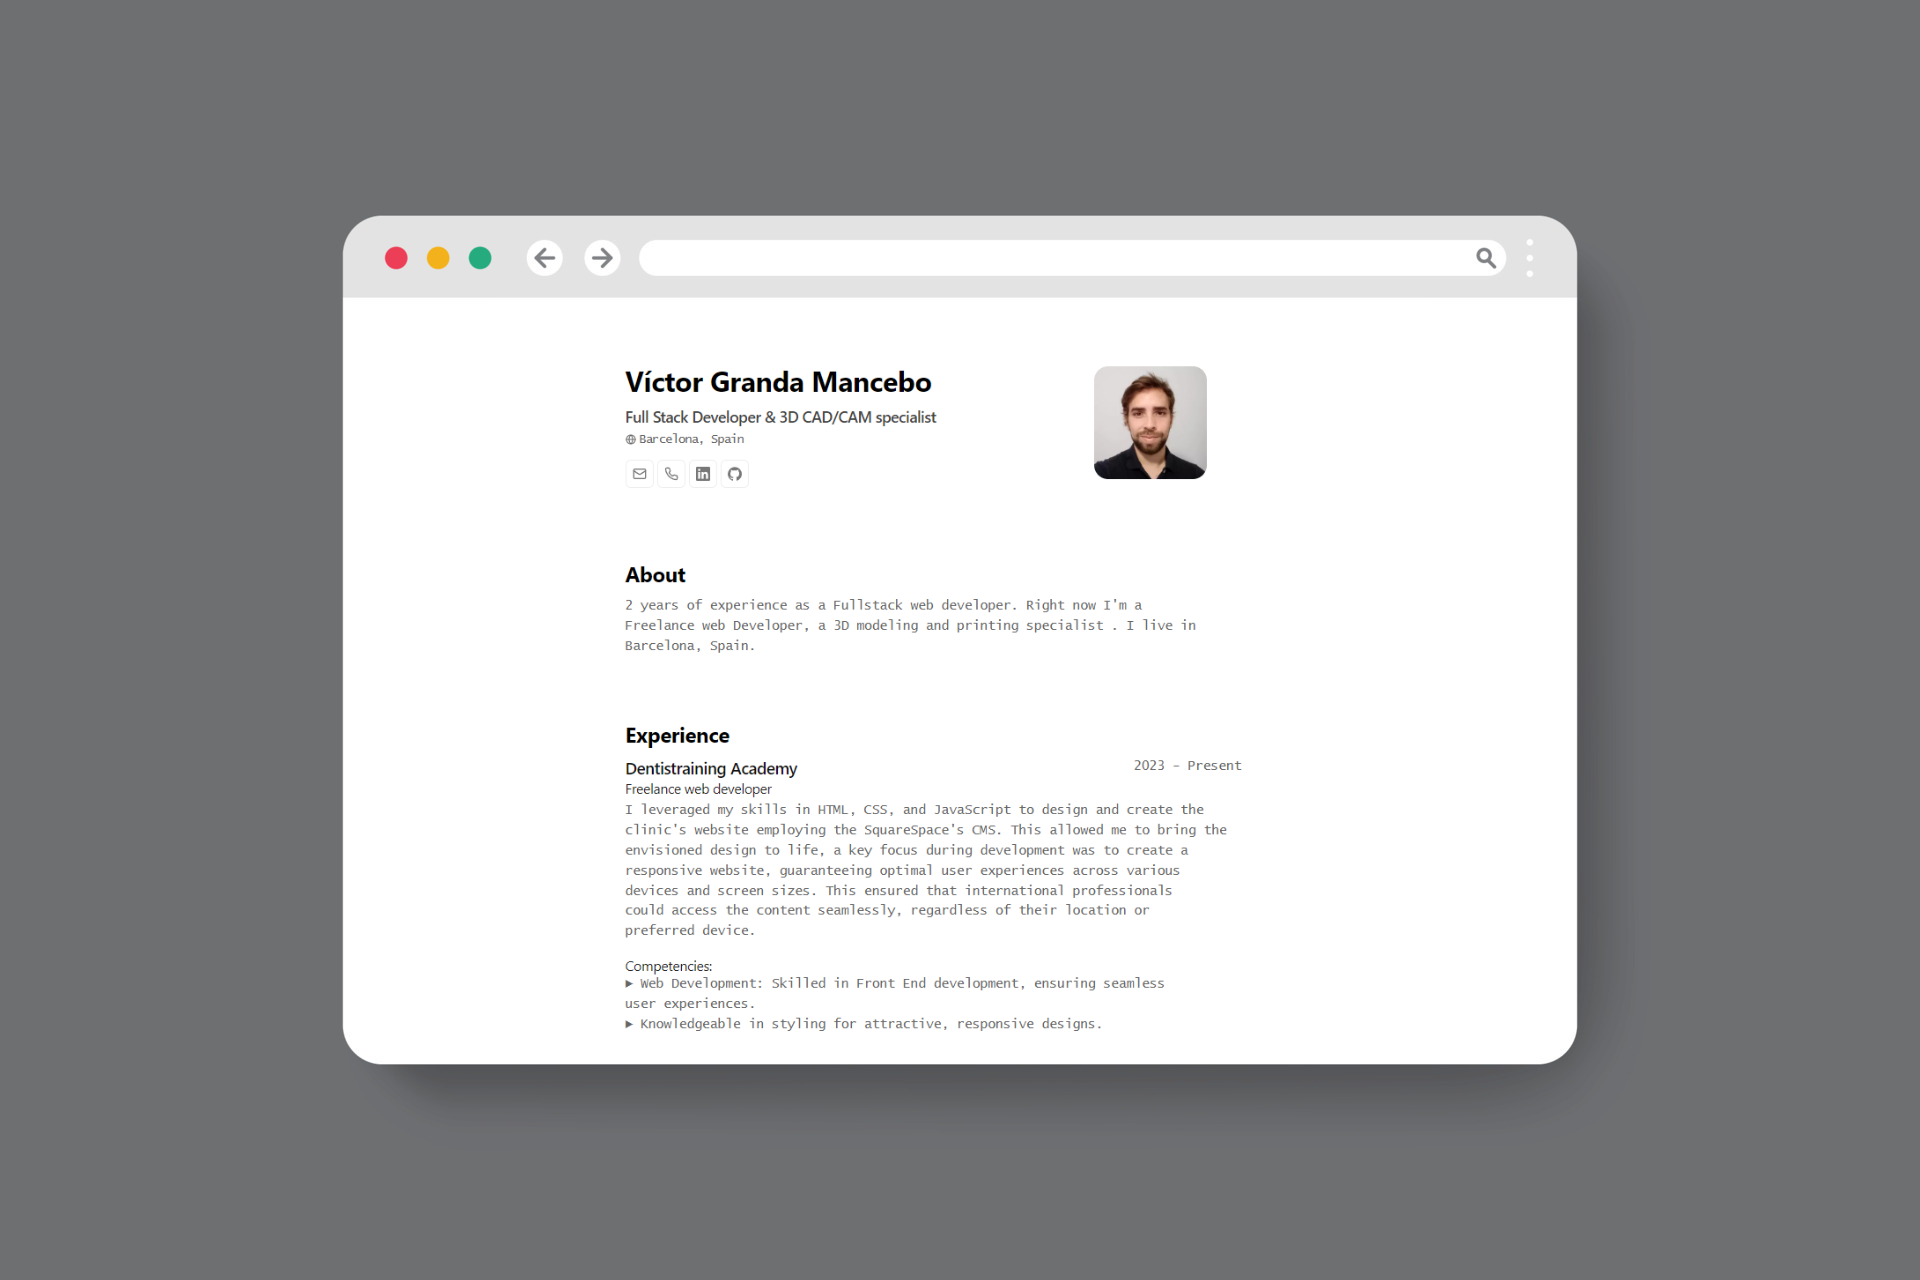 Víctor Granda Mancebo
Full Stack Developer & 3D CAD/CAM specialist
Barcelona, Spain
in
About
2 years of experience as a Fullstack web developer. Right now I'm a
Freelance web Developer, a 3D modeling and printing specialist . I live in
Barcelona, Spain.
Experience
Dentistraining Academy
2023 - Present
Freelance web developer
I leveraged my skills in HTML, CSS, and JavaScript to design and create the
clinic's website employing the SquareSpace's CMS. This allowed me to bring the
envisioned design to life, a key focus during development was to create a
responsive website, guaranteeing optimal user experiences across various
devices and screen sizes. This ensured that international professionals
could access the content seamlessly, regardless of their location or
preferred device.
Competencies:
► Web Development: Skilled in Front End development, ensuring seamless
user experiences.
► Knowledgeable in styling for attractive, responsive designs.